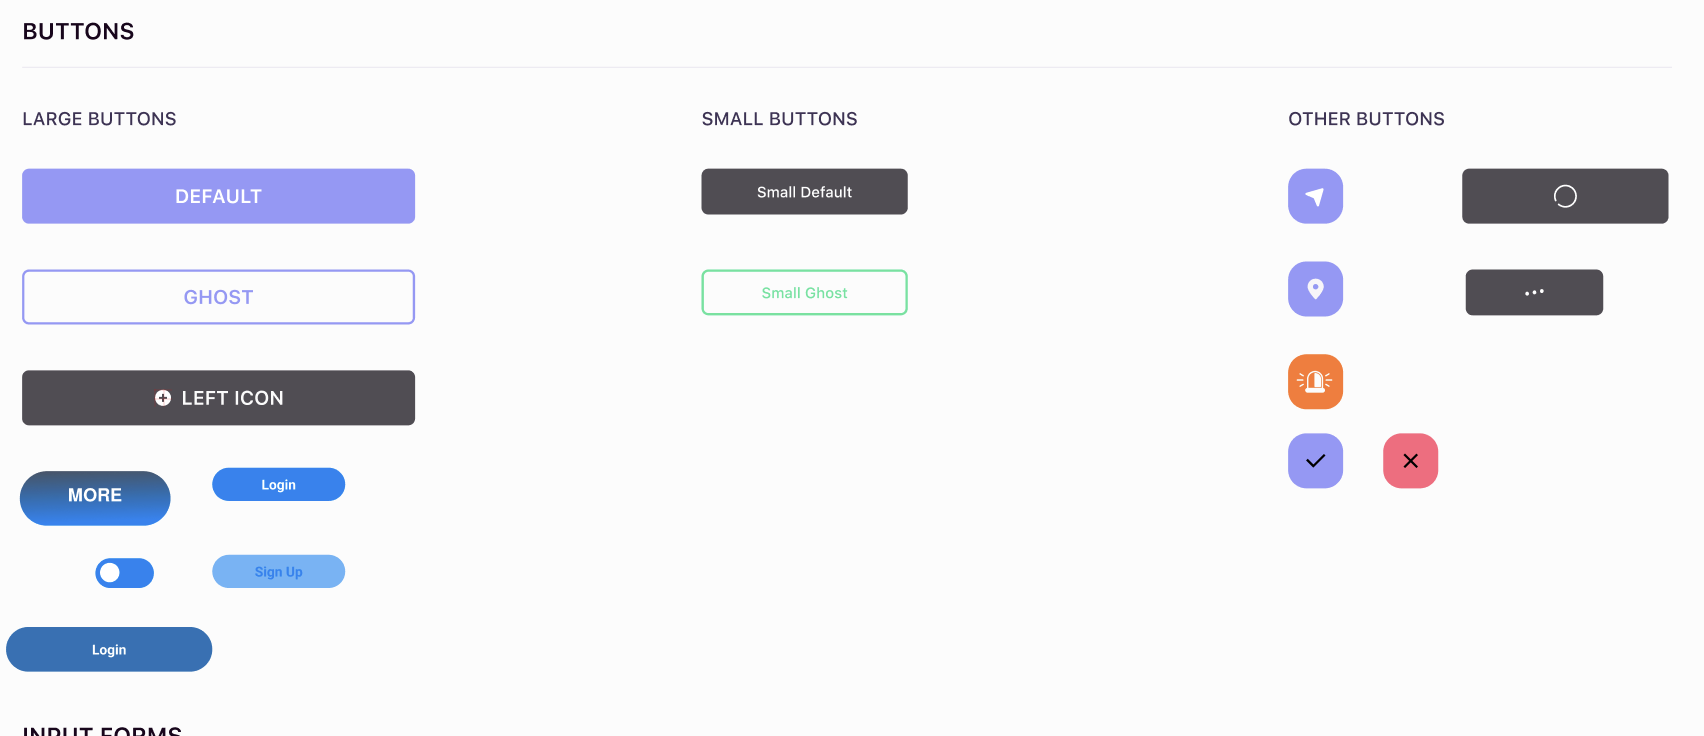 BUTTONS
LARGE BUTTONS
SMALL BUTTONS
OTHER BUTTONS
DEFAULT
Small Default
GHOST
Small Ghost
LEFT ICON
MORE
Login
Sign Up
Login
INPUT FORMS